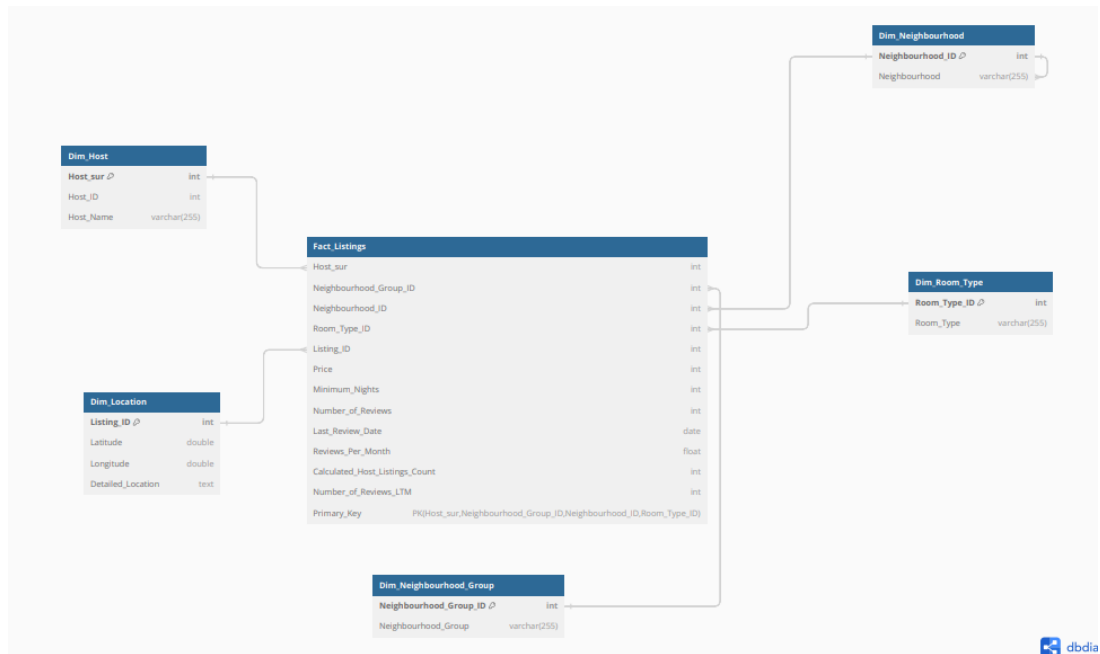 Dim_Neighbourhood
Neighbourhood_ID int
Neighbourhood varchar(255)
Dim_Host
Host_sur int
Host_ID int
Host_Name varchar(255)
Fact_Listings
Host_sur int
Neighbourhood_Group_ID int
Neighbourhood_ID int
Room_Type_ID int
Listing_ID int
Price int
Minimum_Nights int
Number_of_Reviews int
Last_Review_Date date
Reviews_Per_Month float
Calculated_Host_Listings_Count int
Number_of_Reviews_LTM int
Primary_Key PK(Host_sur,Neighbourhood_Group_ID,Neighbourhood_ID,Room_Type_ID)
Dim_Room_Type
Room_Type_ID int
Room_Type varchar(255)
Dim_Location
Listing_ID int
Latitude double
Longitude double
Detailed_Location text
Dim_Neighbourhood_Group
Neighbourhood_Group_ID int
Neighbourhood_Group varchar(255)
dbdia